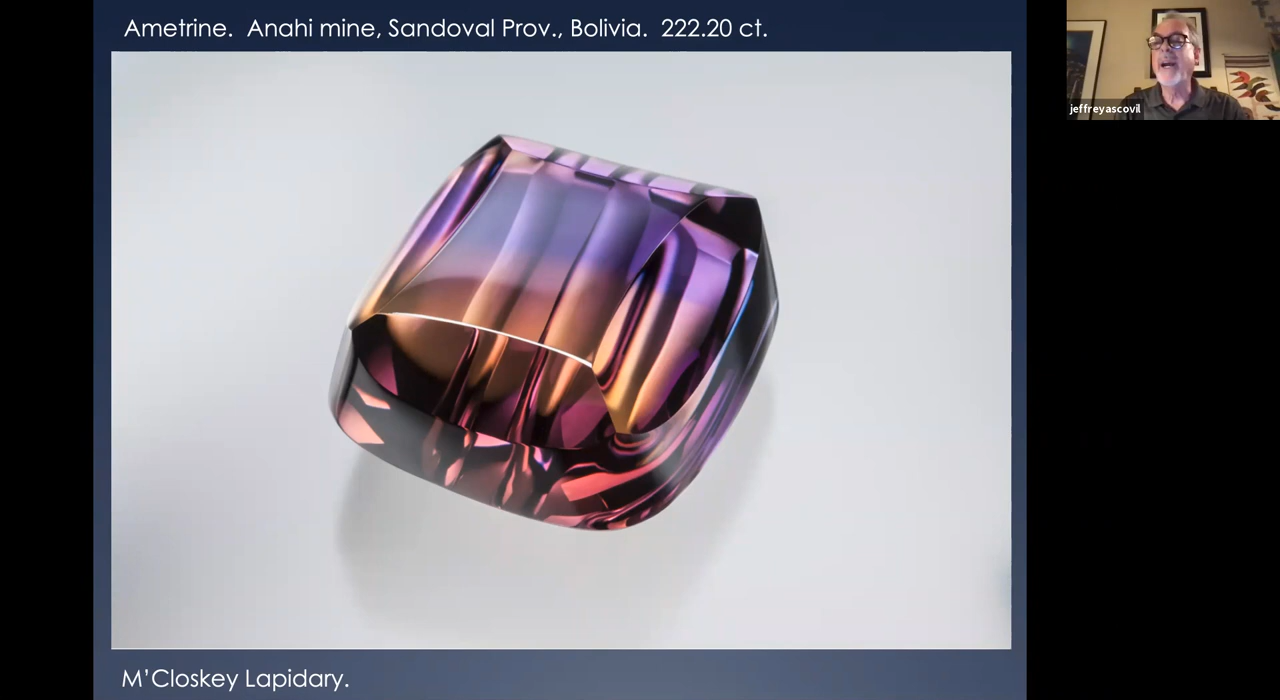 Ametrine.  Anahi mine, Sandoval Prov., Bolivia.  222.20 ct.
jeffreyascovil
M’Closkey Lapidary.